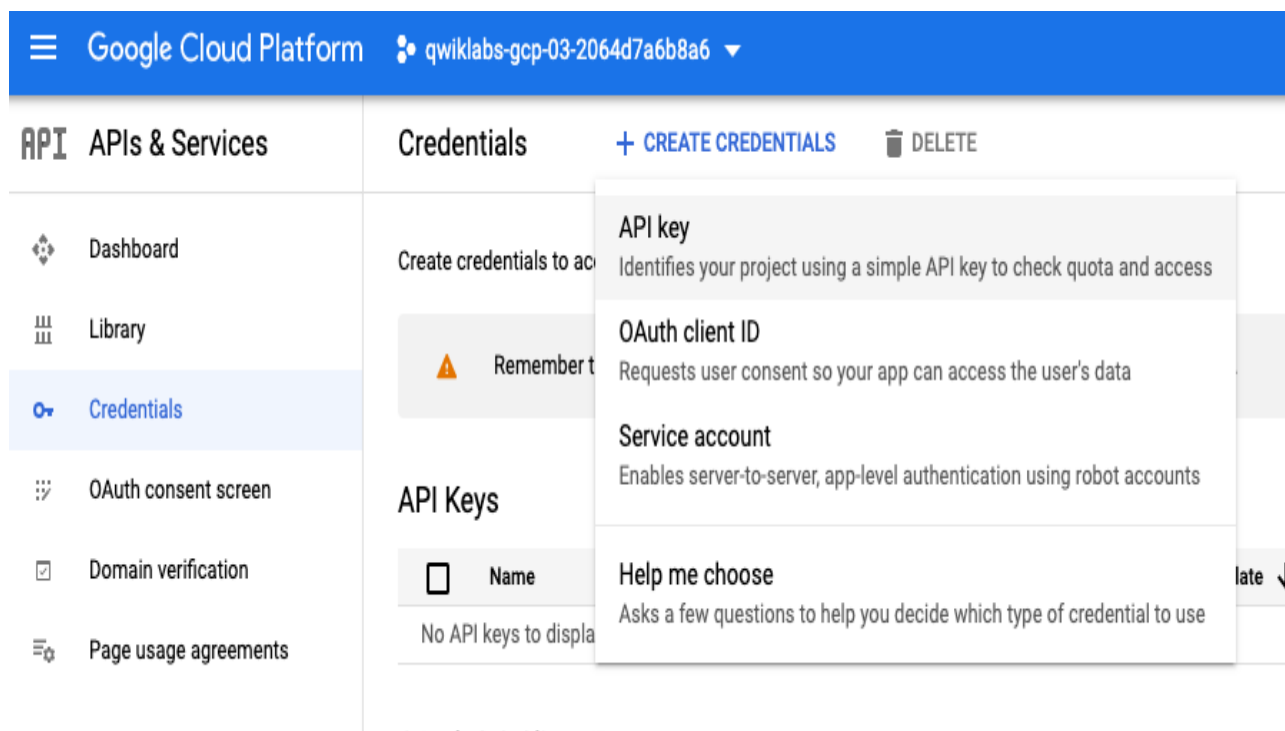 Google Cloud Platform qwiklabs-gcp-03-2064d7a6b8a6
API APIs & Services
Credentials + CREATE CREDENTIALS DELETE
Dashboard
Library
Credentials
OAuth consent screen
Domain verification
Page usage agreements
Create credentials to
Remember
API Keys
Name
No API keys to
API key
Identifies your project using a simple API key to check quota and access
OAuth client ID
Requests user consent so your app can access the user's data
Service account
Enables server-to-server, app-level authentication using robot accounts
Help me choose
Asks a few questions to help you decide which type of credential to use